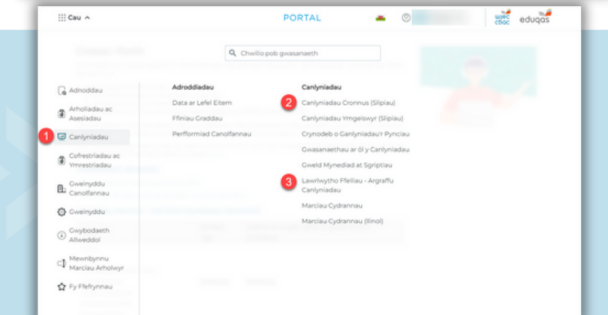 Cau
PORTAL
wjec
cbac
eduqas
Chwilio pob gwasanaeth
Adnoddau
Arholiadau ac
Asesiadau
1 Canlyniadau
Cofrestriadau ac
Ymrestriadau
Gweinyddu
Canolfannau
Gweinyddu
Gwybodaeth
Allweddol
Mewnbynnu
Marciau Arholwyr
Fy Ffefrynnau
Adroddiadau
Data ar Lefel Eitem
Ffiniau Graddau
Perfformiad Canolfannau
Canlyniadau
2 Canlyniadau Cronnus (Slipiau)
Canlyniadau Ymgeiswyr (Slipiau)
Crynodeb o Ganlyniadau'r Pynciau
Gwasanaethau ar ôl y Canlyniadau
Gweld Mynediad at Sgriptiau
3 Lawrlwytho Ffeiliau - Argraffu
Canlyniadau
Marciau Cydrannau
Marciau Cydrannau (ffinol)